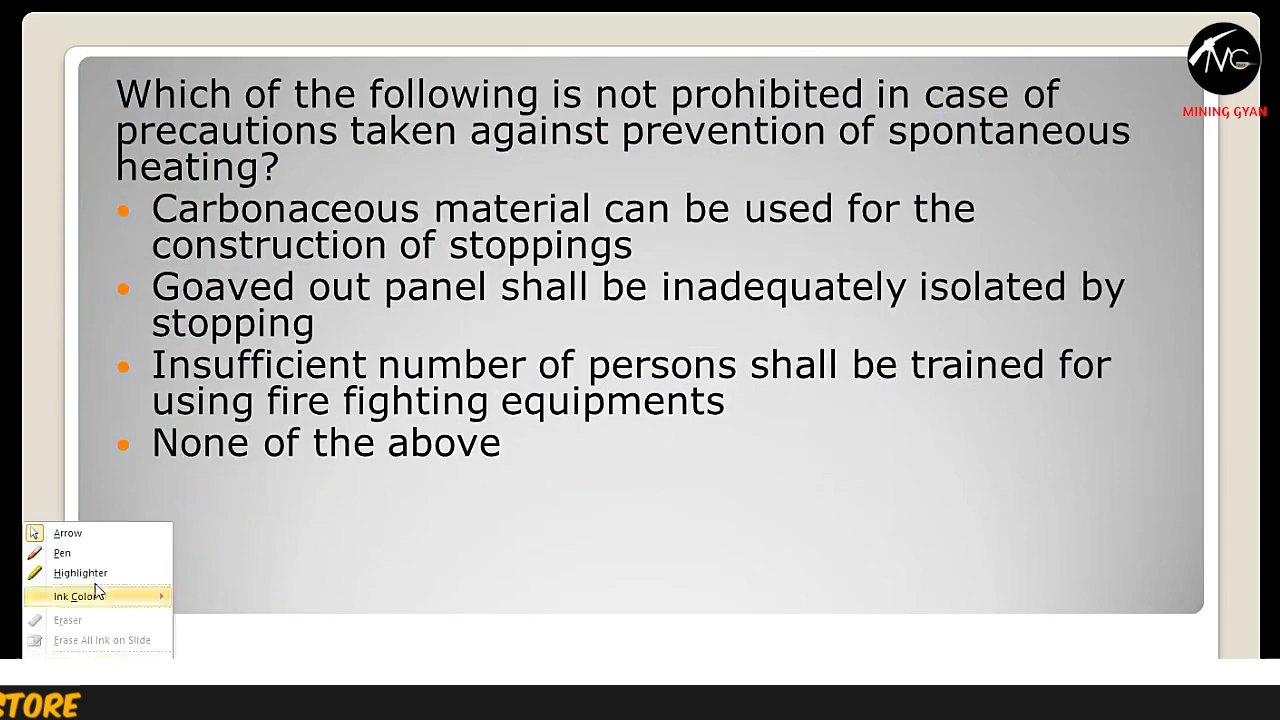 MC
MINING GYAN
Which of the following is not prohibited in case of
precautions taken against prevention of spontaneous
heating?
• Carbonaceous material can be used for the
construction of stoppings
• Goaved out panel shall be inadequately isolated by
stopping
• Insufficient number of persons shall be trained for
using fire fighting equipments
• None of the above
Arrow
Pen
Highlighter
Ink Color
Eraser
Erase All Ink on Slide
STORE